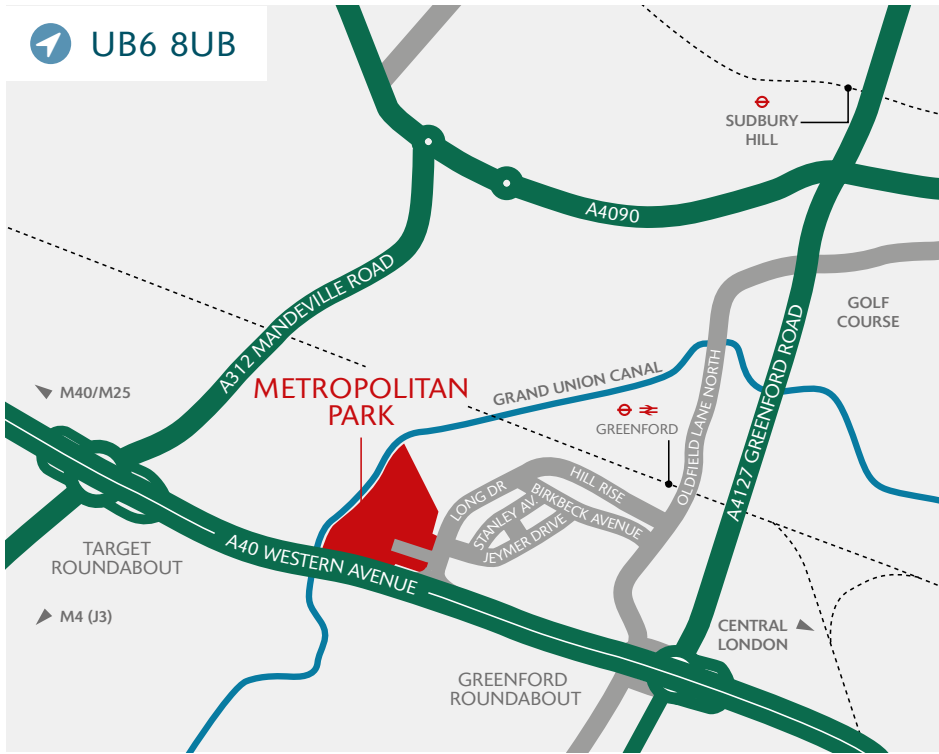 UB6 8UB
SUDBURY
HILL
A4090
A312 MANDEVILLE ROAD
GOLF
COURSE
M40/M25
METROPOLITAN
PARK
GRAND UNION CANAL
GREENFORD
OLDFIELD LANE NORTH
A4127 GREENFORD ROAD
LONG DR
HILL RISE
STANLEY AV.
BIRKBECK AVENUE
JEYMER DRIVE
TARGET
ROUNDABOUT
A40 WESTERN AVENUE
M4 (J3)
CENTRAL
LONDON
GREENFORD
ROUNDABOUT